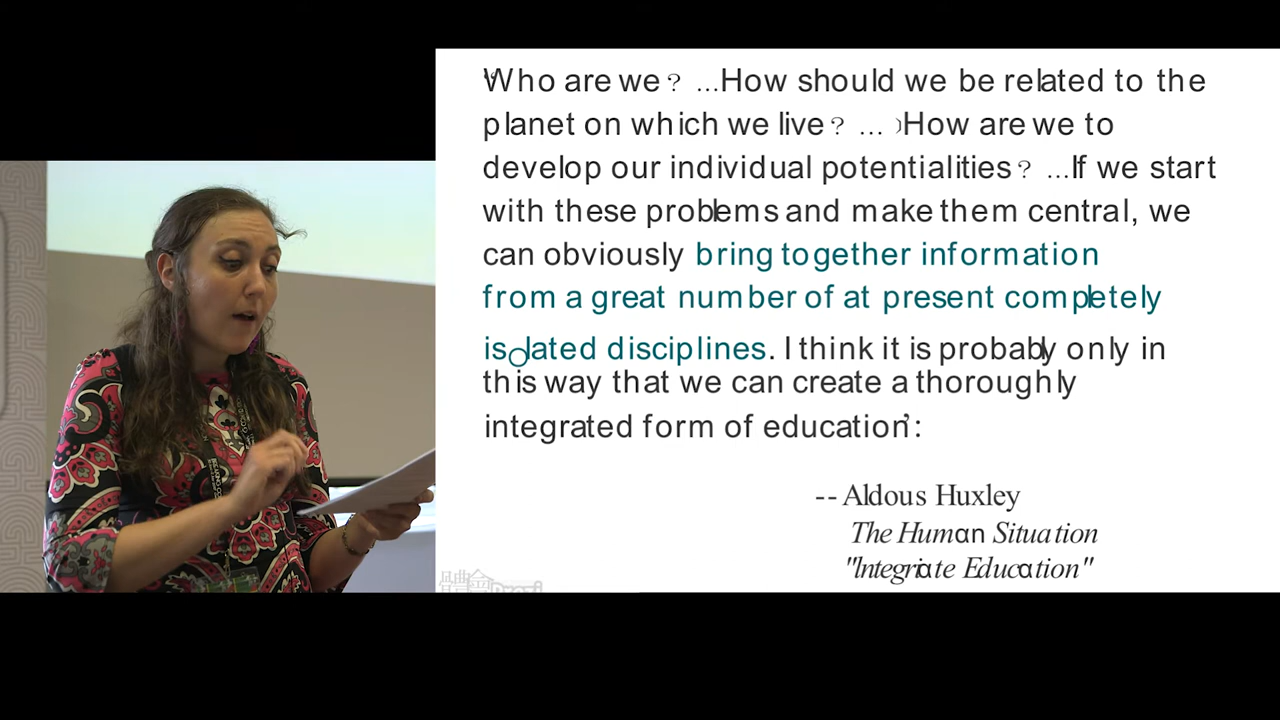 "Who are we? ...How should we be related to the
planet on which we live? ... How are we to
develop our individual potentialities? ...If we start
with these problems and make them central, we
can obviously bring together information
from a great number of at present completely
isolated disciplines. I think it is probably only in
this way that we can create a thoroughly
integrated form of education":
-- Aldous Huxley
The Human Situation
"Integrate Education"